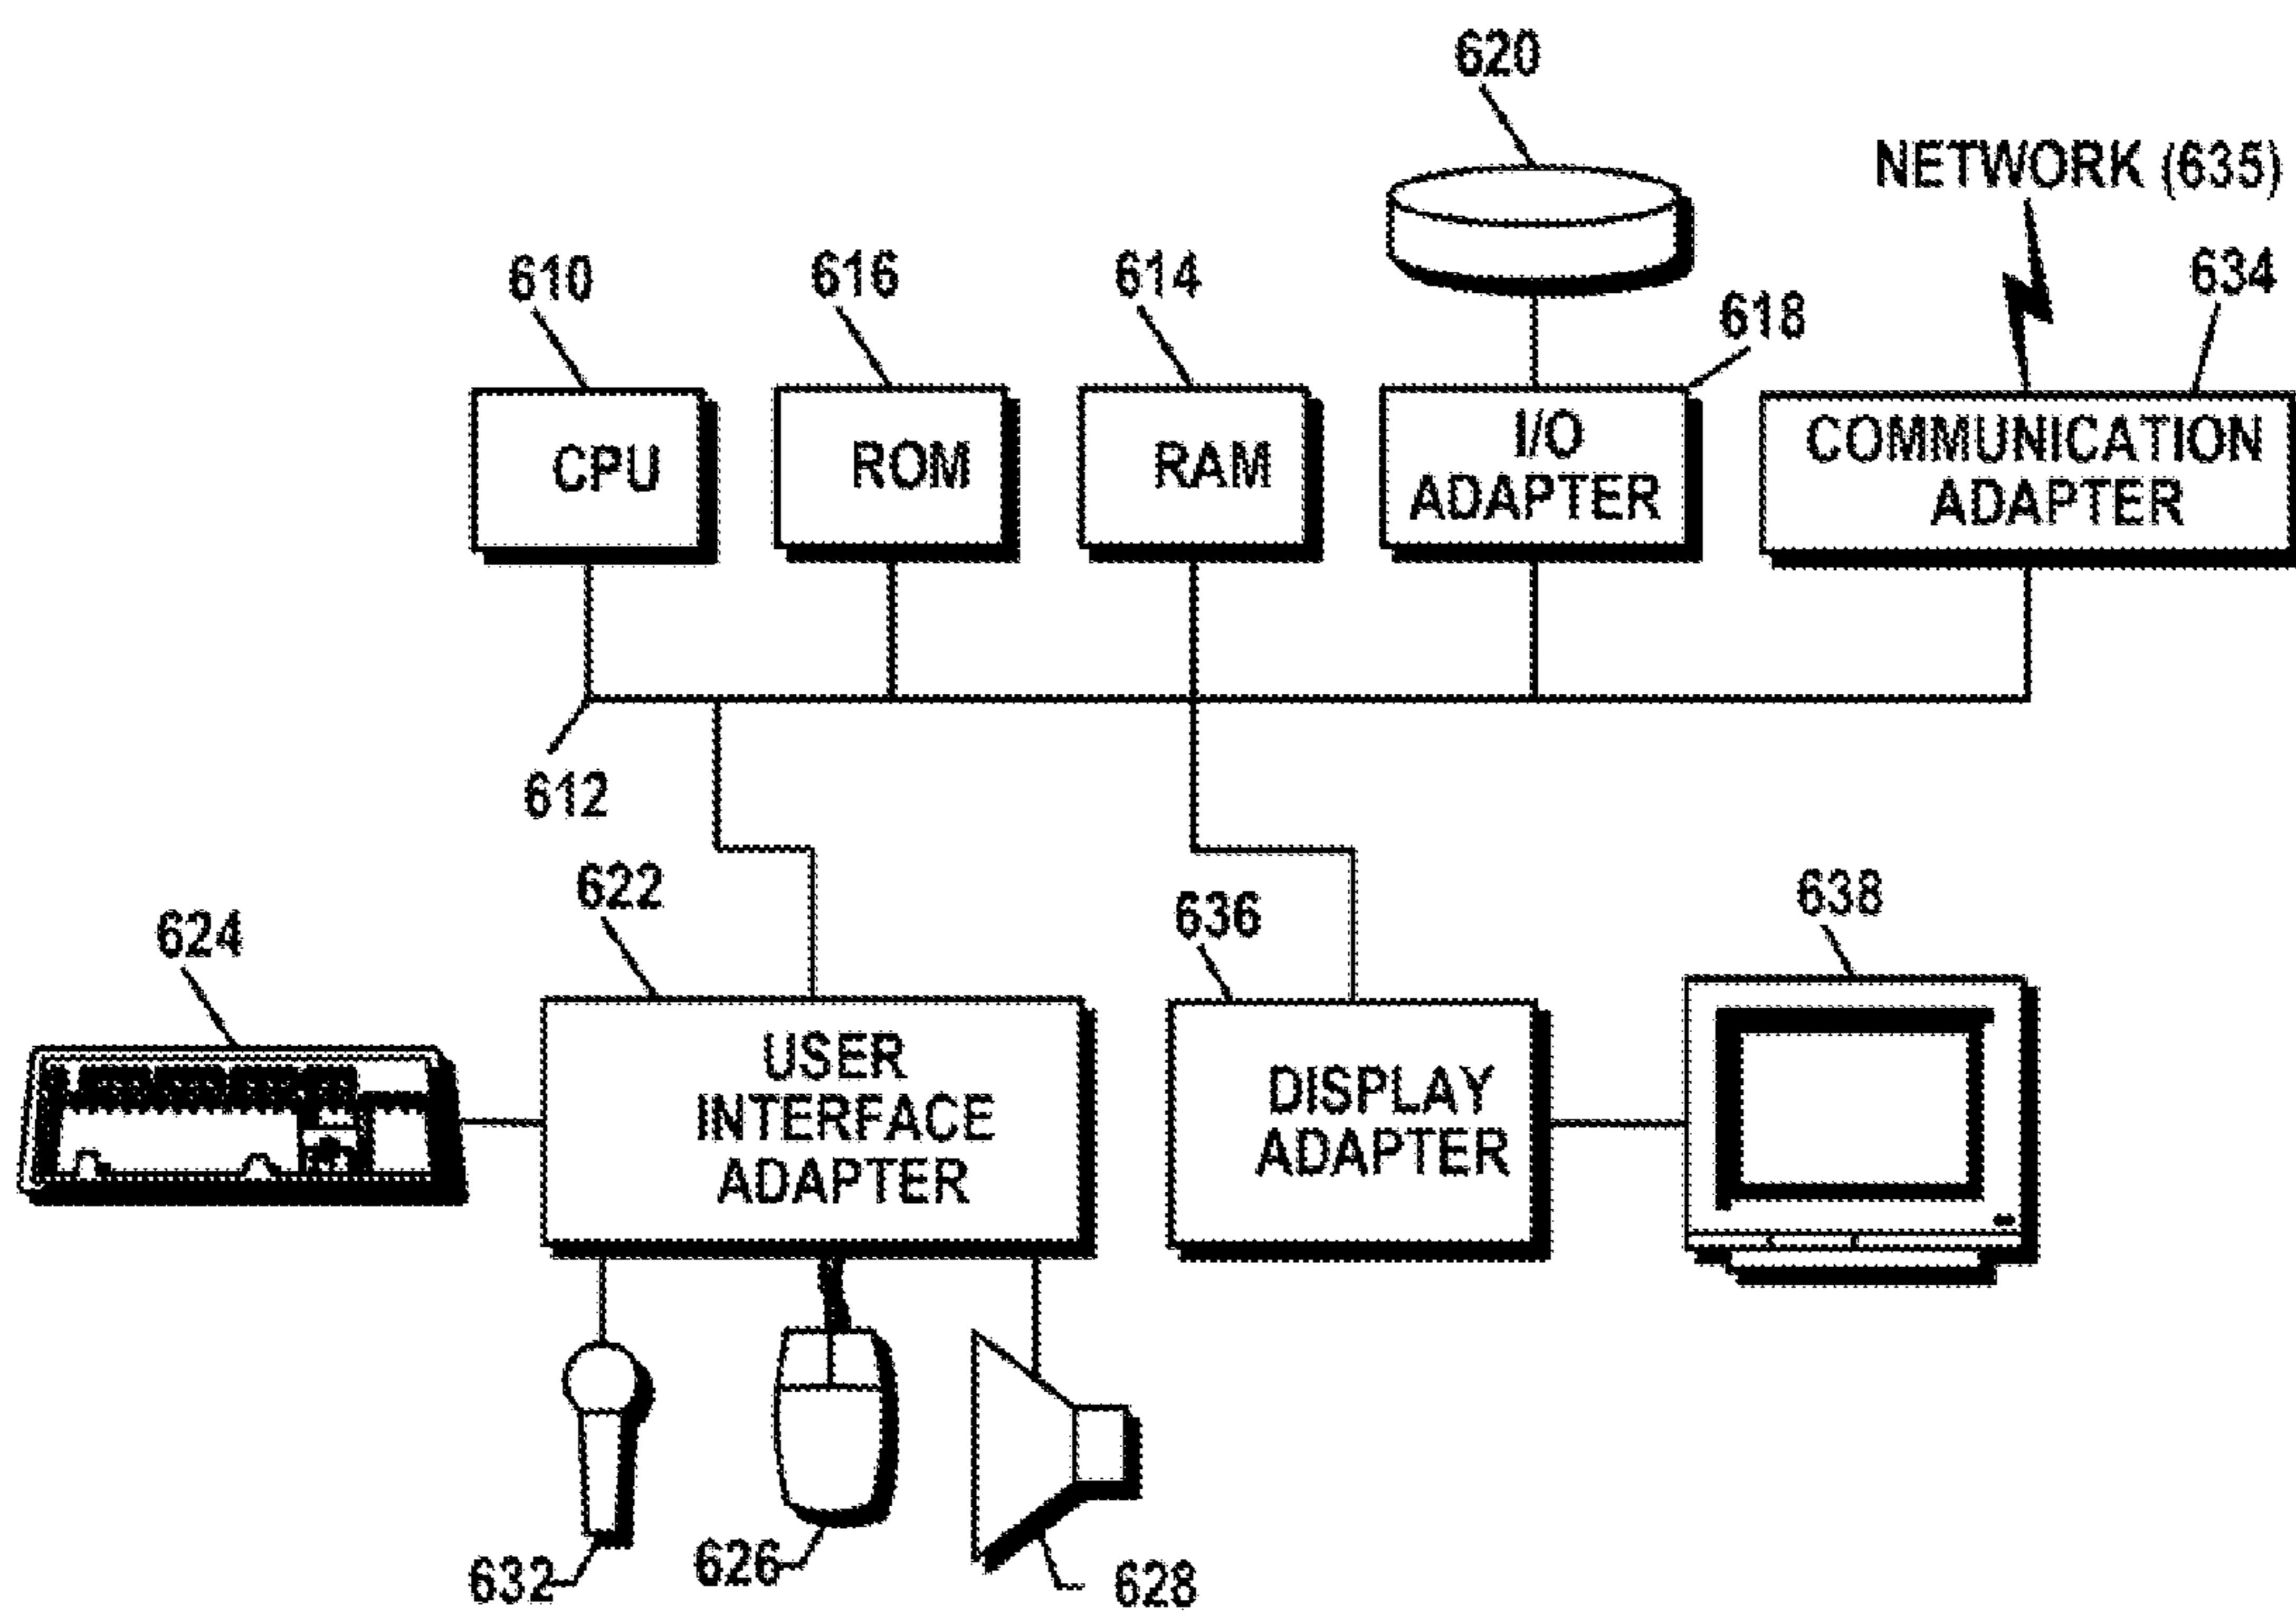 620
NETWORK (635)
610
616
614
618
634
CPU
ROM
RAM
I/O
ADAPTER
COMMUNICATION
ADAPTER
612
622
624
636
638
USER
INTERFACE
ADAPTER
DISPLAY
ADAPTER
632
626
628